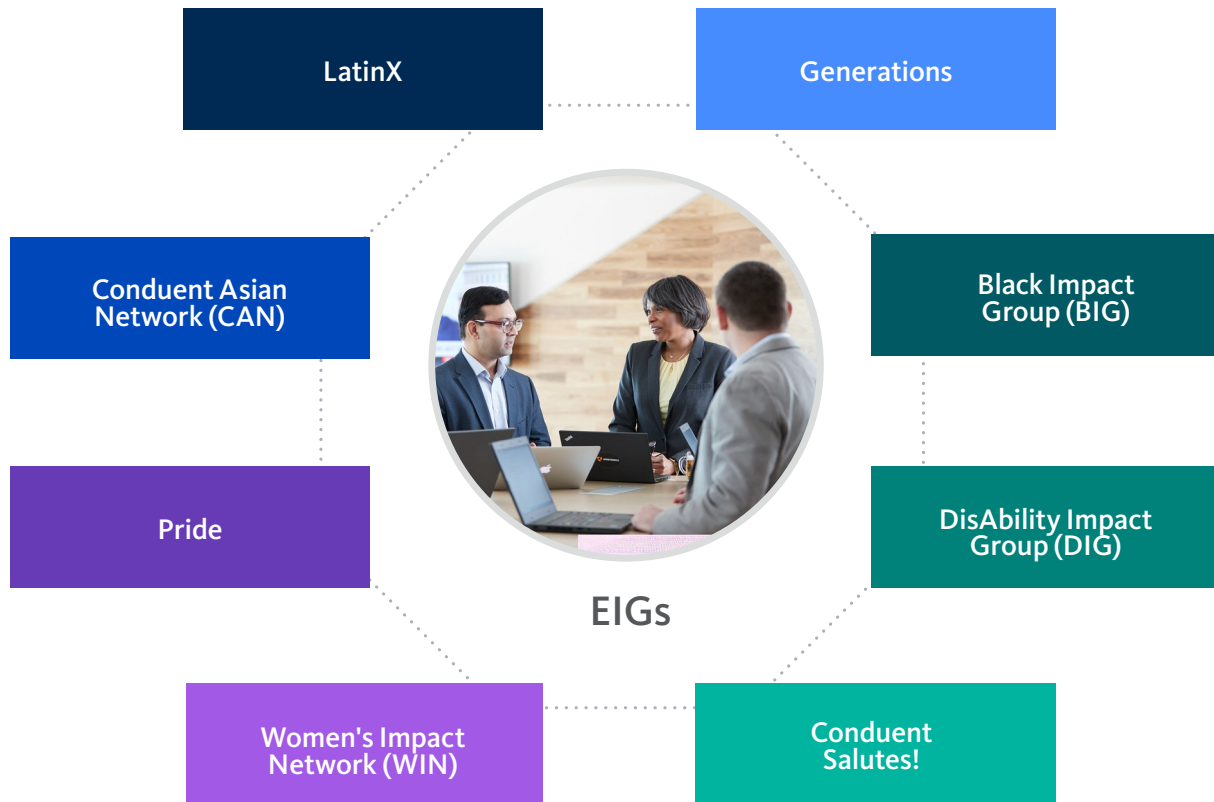 LatinX
Generations
Conduent Asian
Network (CAN)
Black Impact
Group (BIG)
Pride
DisAbility Impact
Group (DIG)
EIGs
Women's Impact
Network (WIN)
Conduent
Salutes!